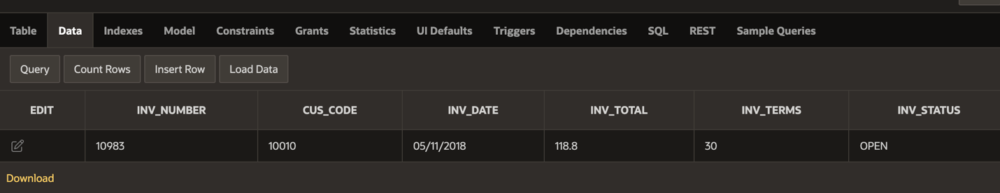 Table Data Indexes Model Constraints Grants Statistics UI Defaults Triggers Dependencies SQL REST Sample Queries
Query Count Rows Insert Row Load Data
EDIT INV_NUMBER CUS_CODE INV_DATE INV_TOTAL INV_TERMS INV_STATUS
10983 10010 05/11/2018 118.8 30 OPEN
Download